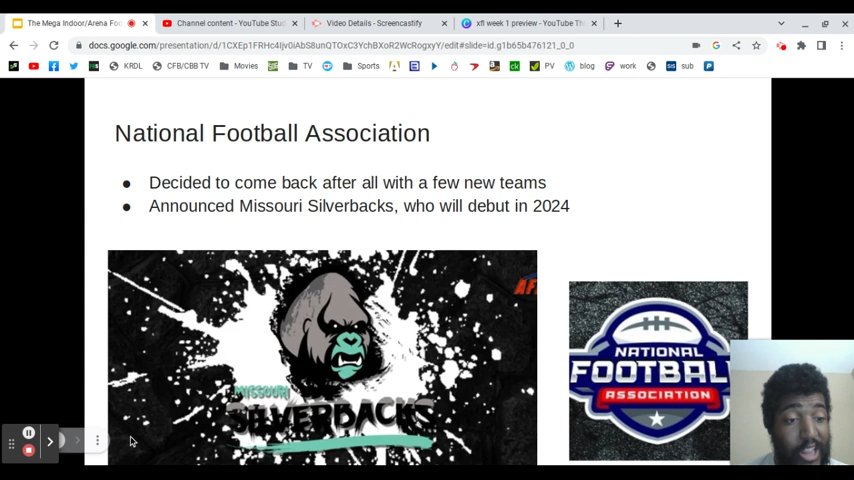 The Mega Indoor/Arena Foo
Channel content - YouTube Stud
Video Details - Screencastify
xfl week 1 preview - YouTube Th
docs.google.com/presentation/d/1CXEp1FRHc4Ijv0iAbS8unQTOxC3YchBXoR2WcRogxyY/edit#slide=id.g1b65b476121_0_0
KRDL
CFB/CBB TV
Movies
TV
Sports
PV
blog
work
sub
National Football Association
● Decided to come back after all with a few new teams
● Announced Missouri Silverbacks, who will debut in 2024
AF
MISSOURI
SILVERBACKS
NATIONAL
FOOTBALL
ASSOCIATION